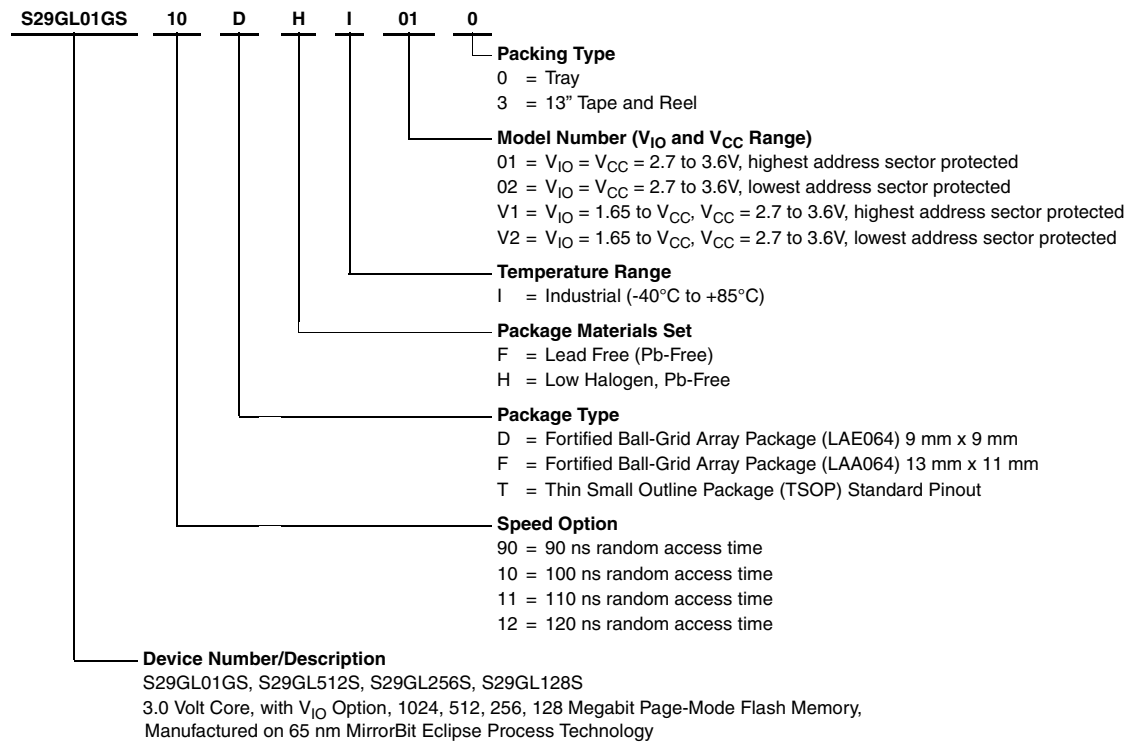 S29GL01GS 10 D H I 01 0
Packing Type
0 = Tray
3 = 13” Tape and Reel
Model Number (VIO and VCC Range)
01 = VIO = VCC = 2.7 to 3.6V, highest address sector protected
02 = VIO = VCC = 2.7 to 3.6V, lowest address sector protected
V1 = VIO = 1.65 to VCC, VCC = 2.7 to 3.6V, highest address sector protected
V2 = VIO = 1.65 to VCC, VCC = 2.7 to 3.6V, lowest address sector protected
Temperature Range
I = Industrial (-40°C to +85°C)
Package Materials Set
F = Lead Free (Pb-Free)
H = Low Halogen, Pb-Free
Package Type
D = Fortified Ball-Grid Array Package (LAE064) 9 mm x 9 mm
F = Fortified Ball-Grid Array Package (LAA064) 13 mm x 11 mm
T = Thin Small Outline Package (TSOP) Standard Pinout
Speed Option
90 = 90 ns random access time
10 = 100 ns random access time
11 = 110 ns random access time
12 = 120 ns random access time
Device Number/Description
S29GL01GS, S29GL512S, S29GL256S, S29GL128S
3.0 Volt Core, with VIO Option, 1024, 512, 256, 128 Megabit Page-Mode Flash Memory,
Manufactured on 65 nm MirrorBit Eclipse Process Technology